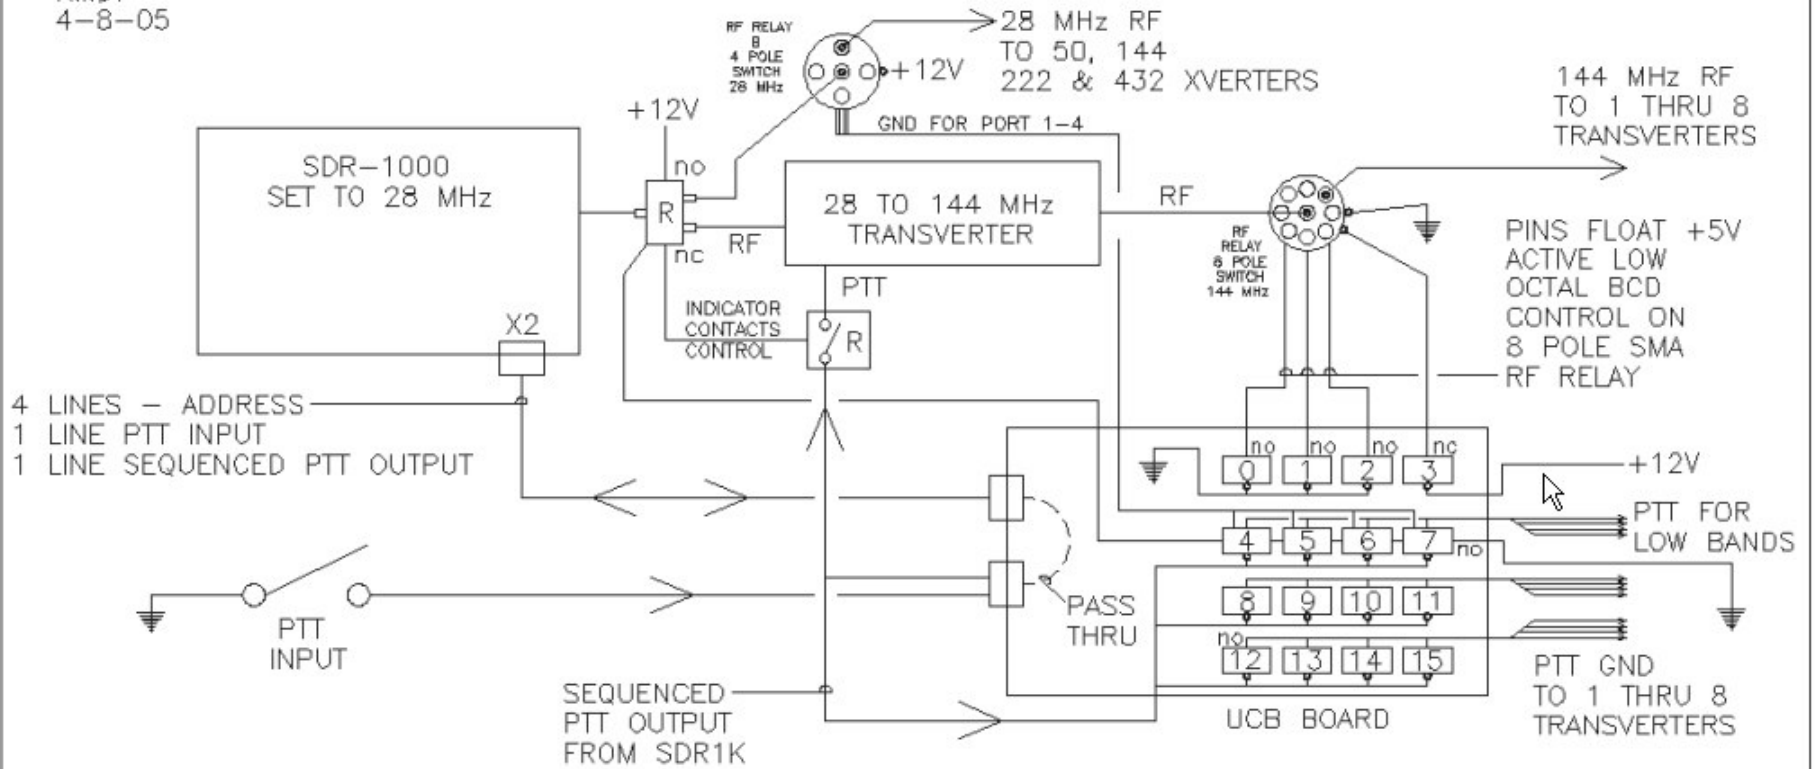 4-8-05
RF RELAY
8
4 POLE
SWITCH
28 MHz
+12V
28 MHz RF
TO 50, 144
222 & 432 XVERTERS
+12V
GND FOR PORT 1-4
144 MHz RF
TO 1 THRU 8
TRANSVERTERS
SDR-1000
SET TO 28 MHz
no
R
nc
RF
28 TO 144 MHz
TRANSVERTER
RF
RF
RELAY
8 POLE
SWITCH
144 MHz
PINS FLOAT +5V
ACTIVE LOW
OCTAL BCD
CONTROL ON
8 POLE SMA
RF RELAY
PTT
INDICATOR
CONTACTS
CONTROL
R
X2
4 LINES - ADDRESS
1 LINE PTT INPUT
1 LINE SEQUENCED PTT OUTPUT
no no no nc
0 1 2 3
+12V
PTT FOR
LOW BANDS
4 5 6 7
no
8 9 10 11
no
12 13 14 15
PASS
THRU
PTT
INPUT
SEQUENCED
PTT OUTPUT
FROM SDR1K
UCB BOARD
PTT GND
TO 1 THRU 8
TRANSVERTERS